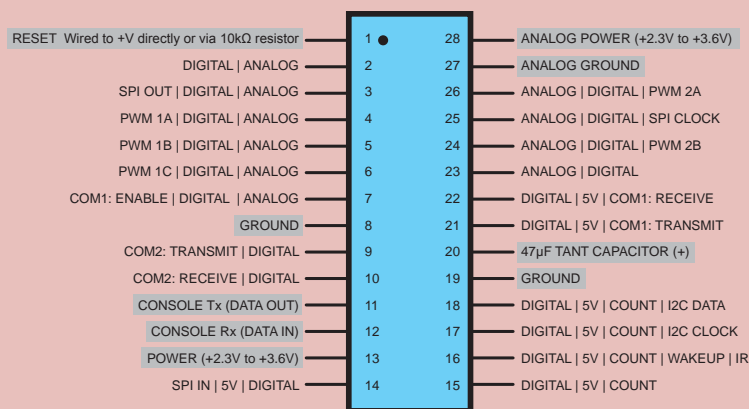 RESET Wired to +V directly or via 10kΩ resistor 1 28 ANALOG POWER (+2.3V to +3.6V)
DIGITAL | ANALOG 2 27 ANALOG GROUND
SPI OUT | DIGITAL | ANALOG 3 26 ANALOG | DIGITAL | PWM 2A
PWM 1A | DIGITAL | ANALOG 4 25 ANALOG | DIGITAL | SPI CLOCK
PWM 1B | DIGITAL | ANALOG 5 24 ANALOG | DIGITAL | PWM 2B
PWM 1C | DIGITAL | ANALOG 6 23 ANALOG | DIGITAL
COM1: ENABLE | DIGITAL | ANALOG 7 22 DIGITAL | 5V | COM1: RECEIVE
GROUND 8 21 DIGITAL | 5V | COM1: TRANSMIT
COM2: TRANSMIT | DIGITAL 9 20 47µF TANT CAPACITOR (+)
COM2: RECEIVE | DIGITAL 10 19 GROUND
CONSOLE Tx (DATA OUT) 11 18 DIGITAL | 5V | COUNT | I2C DATA
CONSOLE Rx (DATA IN) 12 17 DIGITAL | 5V | COUNT | I2C CLOCK
POWER (+2.3V to +3.6V) 13 16 DIGITAL | 5V | COUNT | WAKEUP | IR
SPI IN | 5V | DIGITAL 14 15 DIGITAL | 5V | COUNT